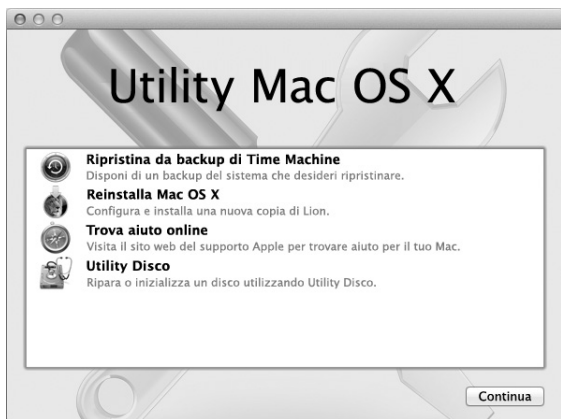 Utility Mac OS X
Ripristina da backup di Time Machine
Disponi di un backup del sistema che desideri ripristinare.
Reinstalla Mac OS X
Configura e installa una nuova copia di Lion.
Trova aiuto online
Visita il sito web del supporto Apple per trovare aiuto per il tuo Mac.
Utility Disco
Ripara o inizializza un disco utilizzando Utility Disco.
Continua